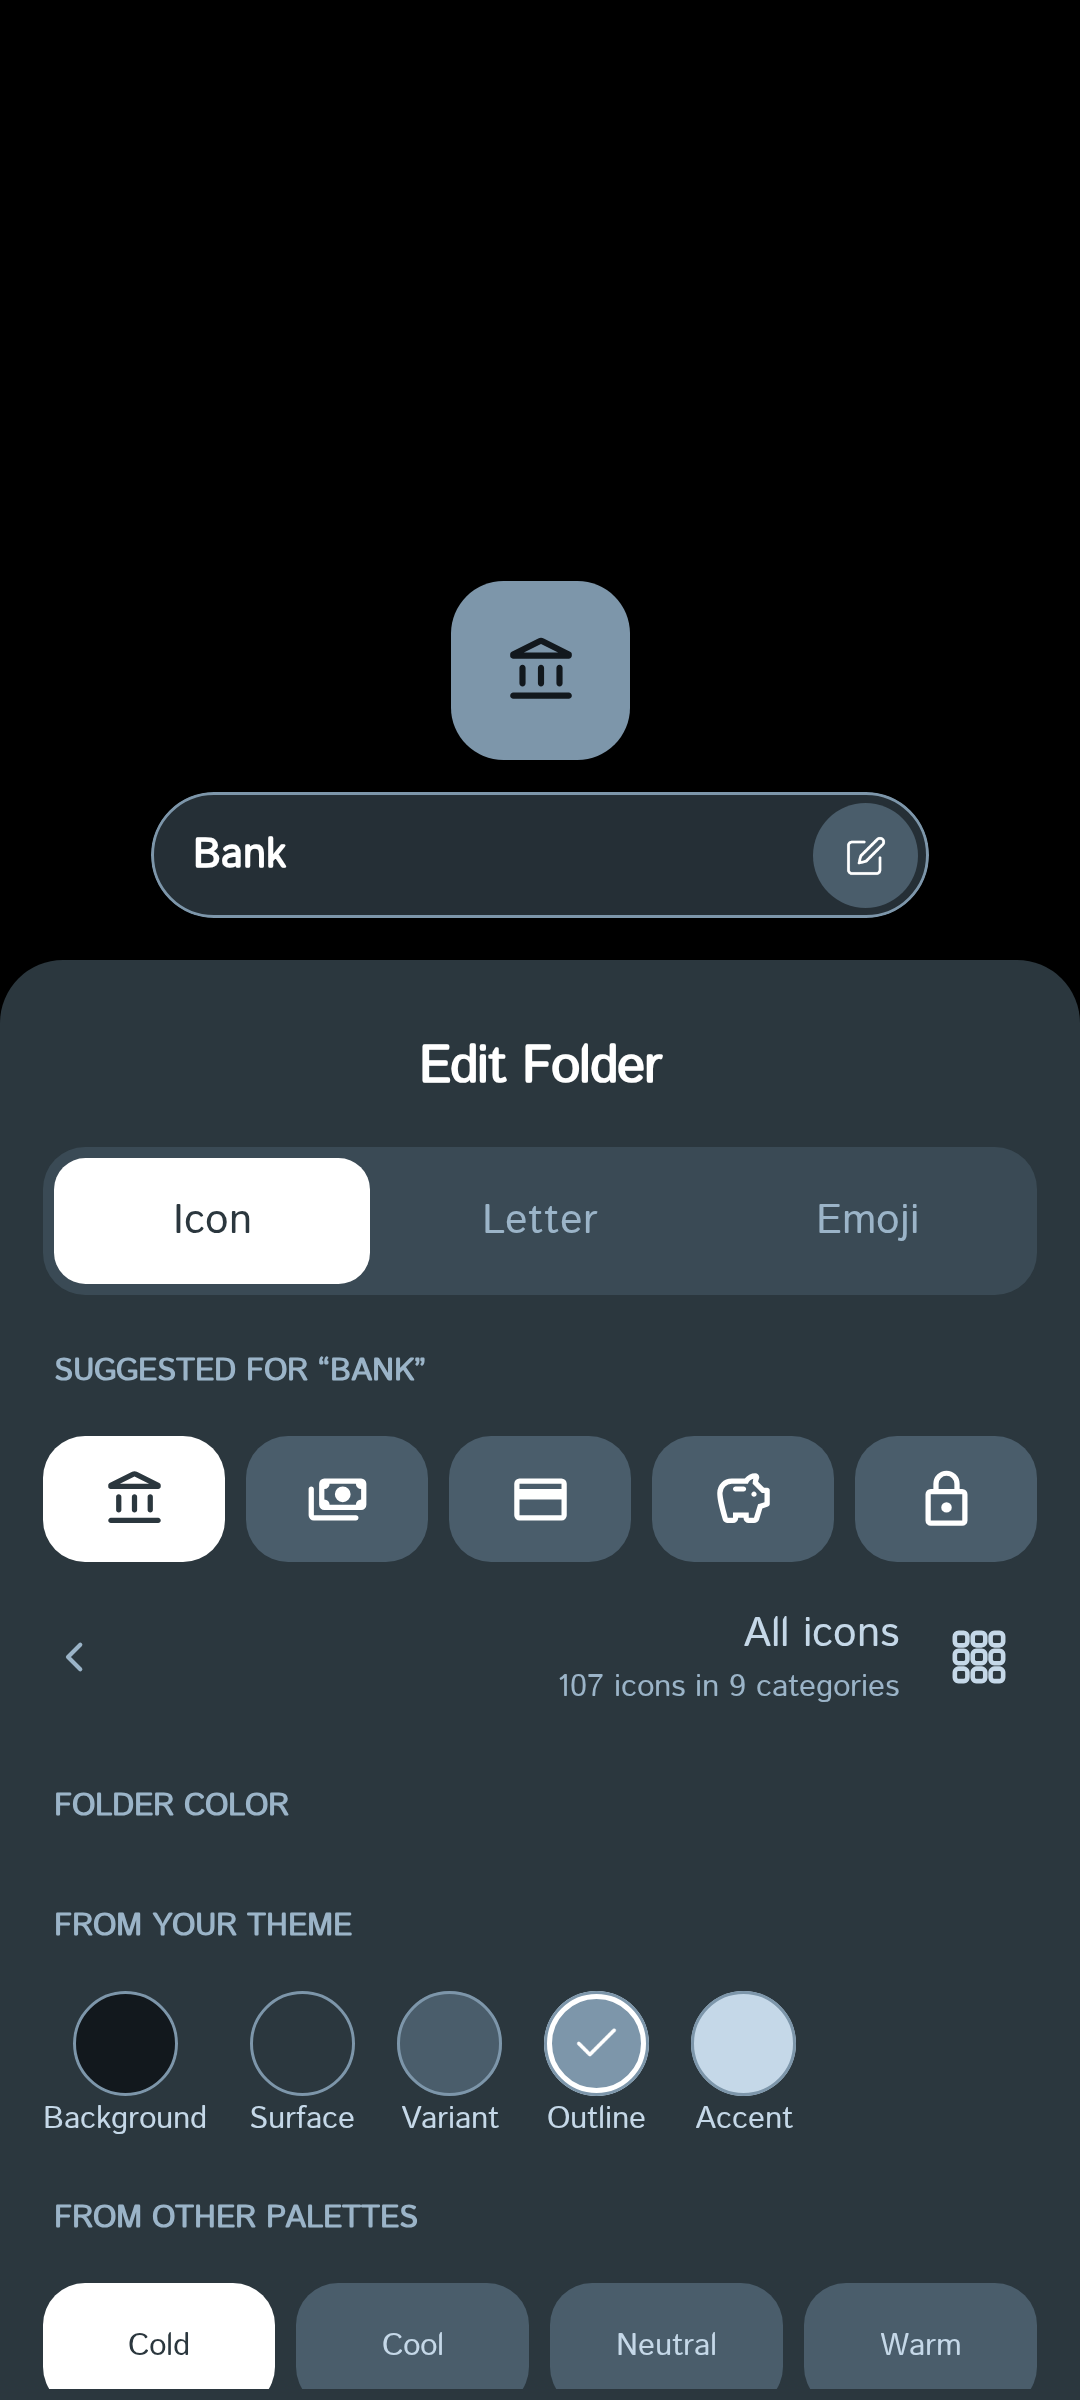 Bank
Edit Folder
Icon
Letter
Emoji
SUGGESTED FOR “BANK”
All icons
107 icons in 9 categories
FOLDER COLOR
FROM YOUR THEME
Background
Surface
Variant
Outline
Accent
FROM OTHER PALETTES
Cold
Cool
Neutral
Warm